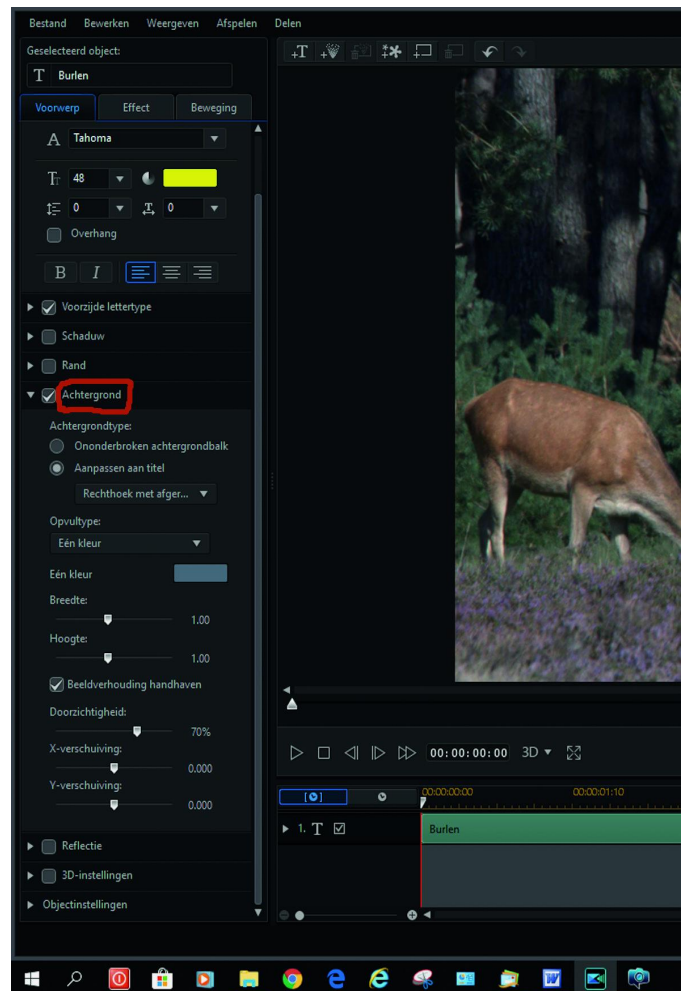 Bestand Bewerken Weergeven Afspelen Delen
Geselecteerd object:
T Burlen
Voorwerp Effect Beweging
A Tahoma
48
0 0
Overhang
B I
Voorzijde lettertype
Schaduw
Rand
Achtergrond
Achtergrondtype:
Ononderbroken achtergrondbalk
Aanpassen aan titel
Rechthoek met afger...
Opvultype:
Eén kleur
Eén kleur
Breedte:
1.00
Hoogte:
1.00
Beeldverhouding handhaven
Doorzichtigheid:
70%
X-verschuiving:
0.000
Y-verschuiving:
0.000
Reflectie
3D-instellingen
Objectinstellingen
00:00:00:00 3D
00:00:00:00 00:00:01:10
1. T Burlen